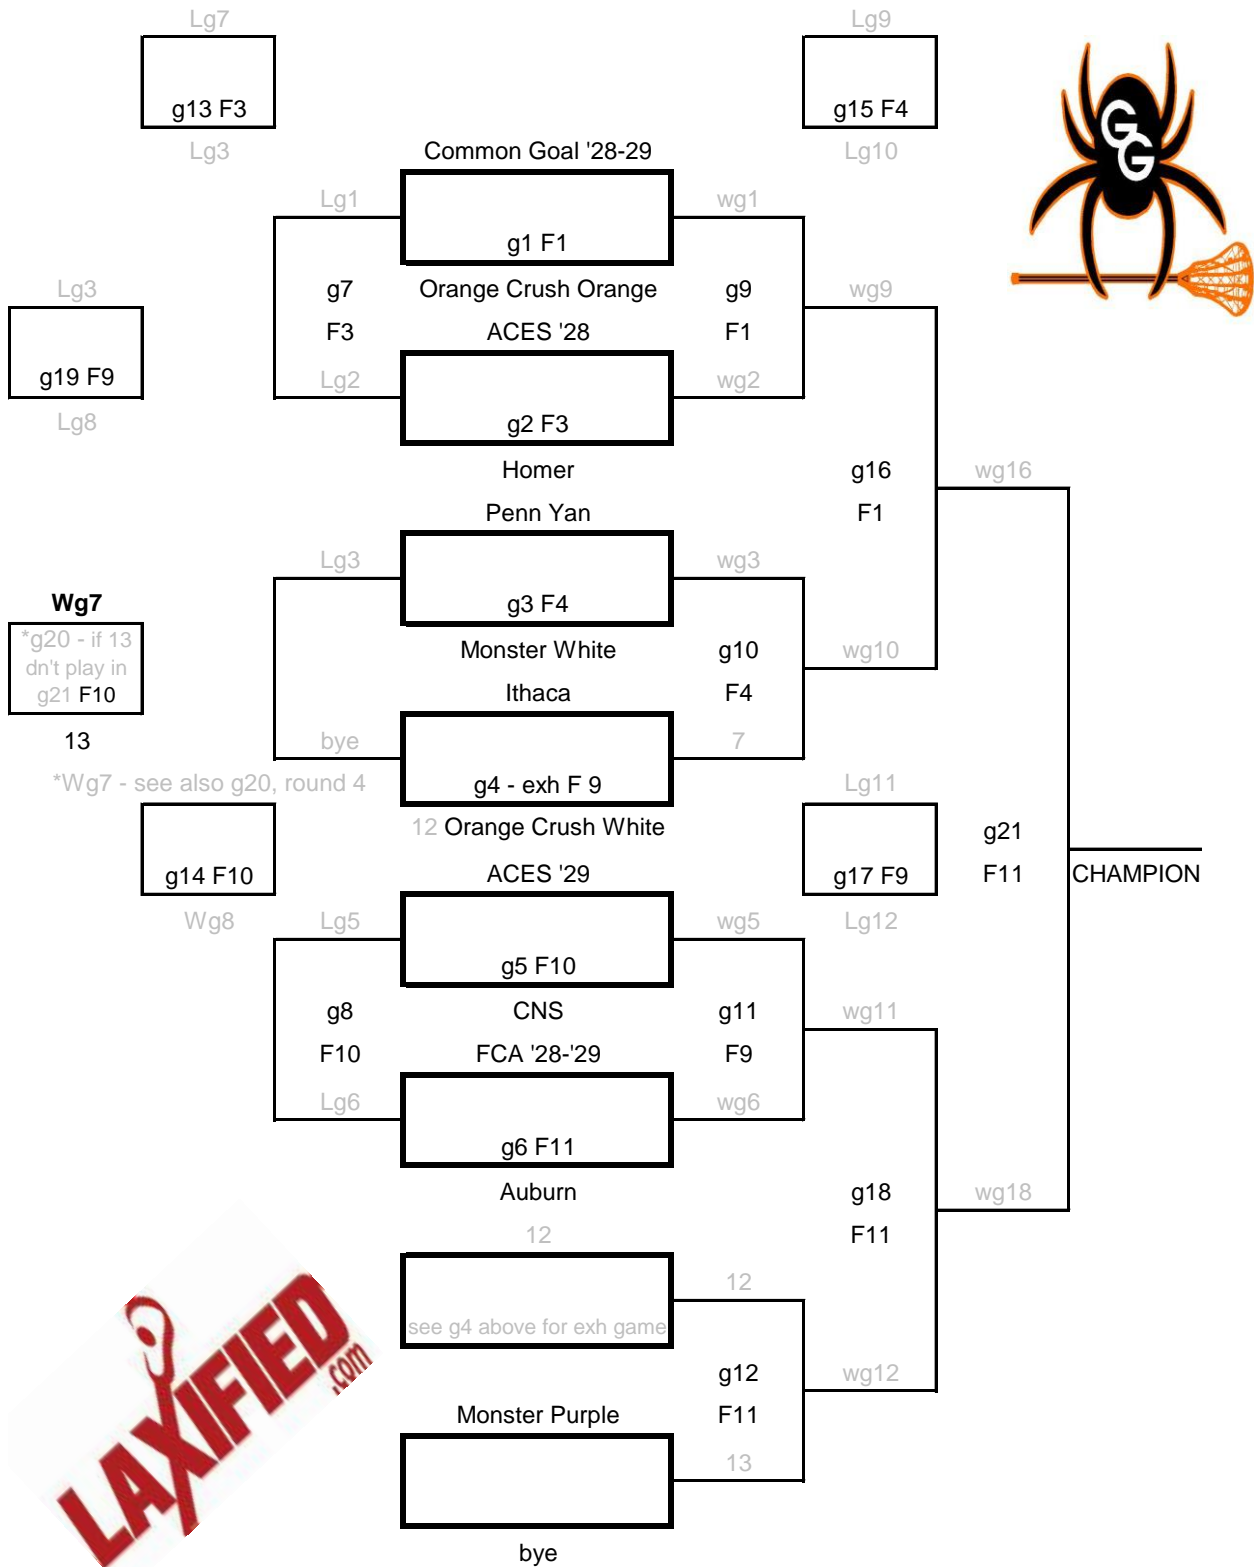 Lg7
Lg9
g13 F3
g15 F4
Lg3
Common Goal '28-29
Lg10
GG
Lg1
wg1
g1 F1
Lg3
g7
Orange Crush Orange
g9
wg9
F3
ACES '28
F1
g19 F9
Lg2
wg2
Lg8
g2 F3
Homer
g16
wg16
Penn Yan
F1
Lg3
wg3
Wg7
g3 F4
*g20 - if 13
dn't play in
g21 F10
Monster White
g10
wg10
Ithaca
F4
13
bye
7
*Wg7 - see also g20, round 4
g4 - exh F 9
Lg11
12 Orange Crush White
g21
g14 F10
ACES '29
g17 F9
F11
CHAMPION
Wg8
Lg5
wg5
Lg12
g5 F10
g8
CNS
g11
wg11
F10
FCA '28-'29
F9
Lg6
wg6
g6 F11
Auburn
g18
wg18
12
F11
12
see g4 above for exh game
g12
wg12
Monster Purple
F11
13
bye
LAXIFIED
.com